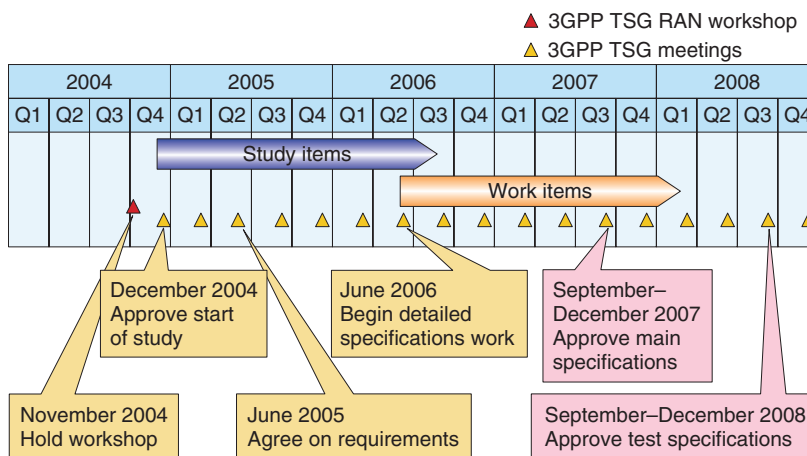 3GPP TSG RAN workshop
3GPP TSG meetings
2004 2005 2006 2007 2008
Q1 Q2 Q3 Q4 Q1 Q2 Q3 Q4 Q1 Q2 Q3 Q4 Q1 Q2 Q3 Q4 Q1 Q2 Q3 Q4
Study items
Work items
December 2004
Approve start
of study
June 2006
Begin detailed
specifications work
September–
December 2007
Approve main
specifications
November 2004
Hold workshop
June 2005
Agree on requirements
September–December 2008
Approve test specifications